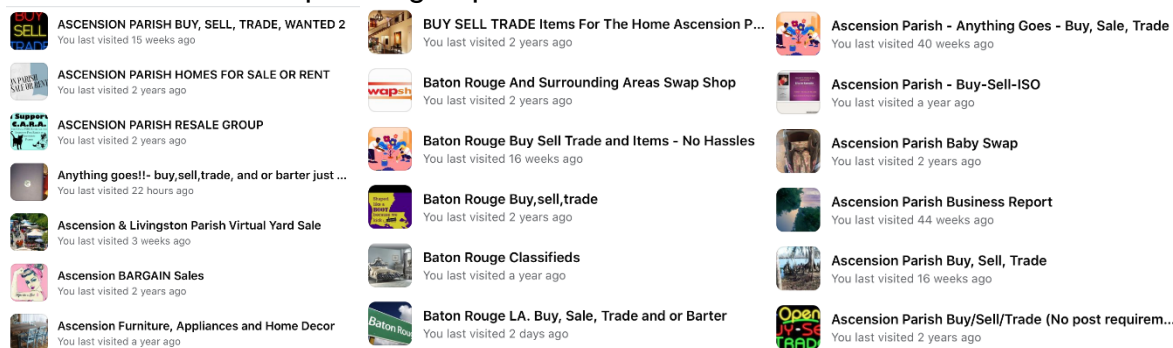 ASCENSION PARISH BUY, SELL, TRADE, WANTED 2
You last visited 15 weeks ago
ASCENSION PARISH HOMES FOR SALE OR RENT
You last visited 2 years ago
ASCENSION PARISH RESALE GROUP
You last visited 2 years ago
Anything goes!!- buy,sell,trade, and or barter just ...
You last visited 22 hours ago
Ascension & Livingston Parish Virtual Yard Sale
You last visited 3 weeks ago
Ascension BARGAIN Sales
You last visited 2 years ago
Ascension Furniture, Appliances and Home Decor
You last visited a year ago
BUY SELL TRADE Items For The Home Ascension P...
You last visited 2 years ago
Baton Rouge And Surrounding Areas Swap Shop
You last visited 2 years ago
Baton Rouge Buy Sell Trade and Items - No Hassles
You last visited 16 weeks ago
Baton Rouge Buy,sell,trade
You last visited 2 years ago
Baton Rouge Classifieds
You last visited a year ago
Baton Rouge LA. Buy, Sale, Trade and or Barter
You last visited 2 days ago
Ascension Parish - Anything Goes - Buy, Sale, Trade
You last visited 40 weeks ago
Ascension Parish - Buy-Sell-ISO
You last visited a year ago
Ascension Parish Baby Swap
You last visited 2 years ago
Ascension Parish Business Report
You last visited 44 weeks ago
Ascension Parish Buy, Sell, Trade
You last visited 16 weeks ago
Ascension Parish Buy/Sell/Trade (No post requirem...
You last visited 2 years ago